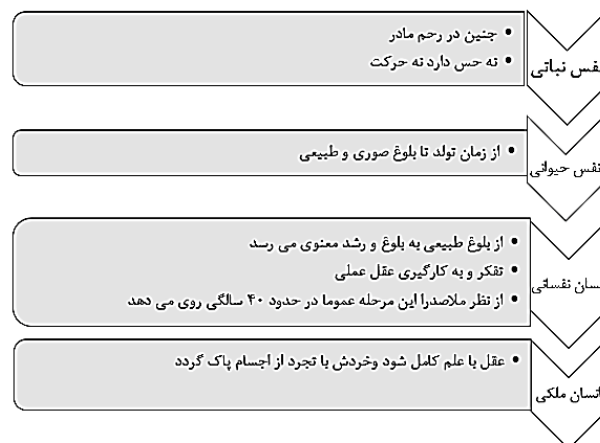 نفس نباتی
جنین در رحم مادر
نه حس دارد نه حرکت
نفس حیوانی
از زمان تولد تا بلوغ صوری و طبیعی
نسان نفسانی
از بلوغ طبیعی به بلوغ و رشد معنوی می رسد
تفکر و به کارگیری عقل عملی
از نظر ملاصدرا این مرحله عموما در حدود ۴۰ سالگی روی می دهد
انسان ملکی
عقل با علم کامل شود وخردش با تجرد از اجسام پاک گردد